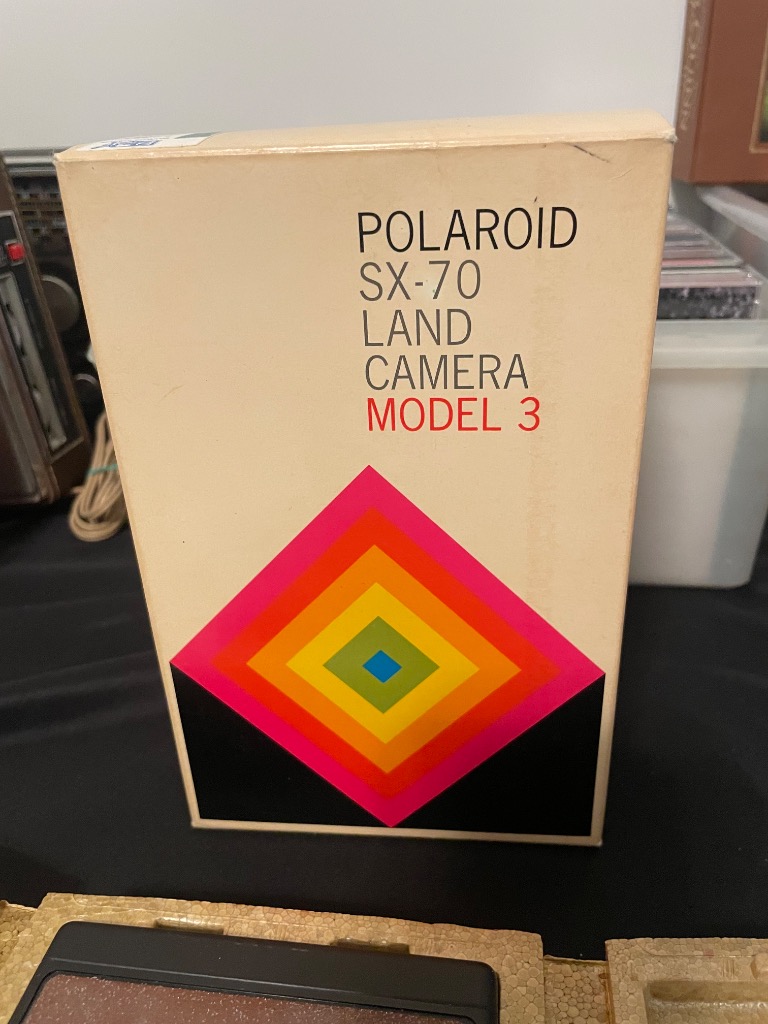 POLAROID
SX-70
LAND
CAMERA
MODEL 3